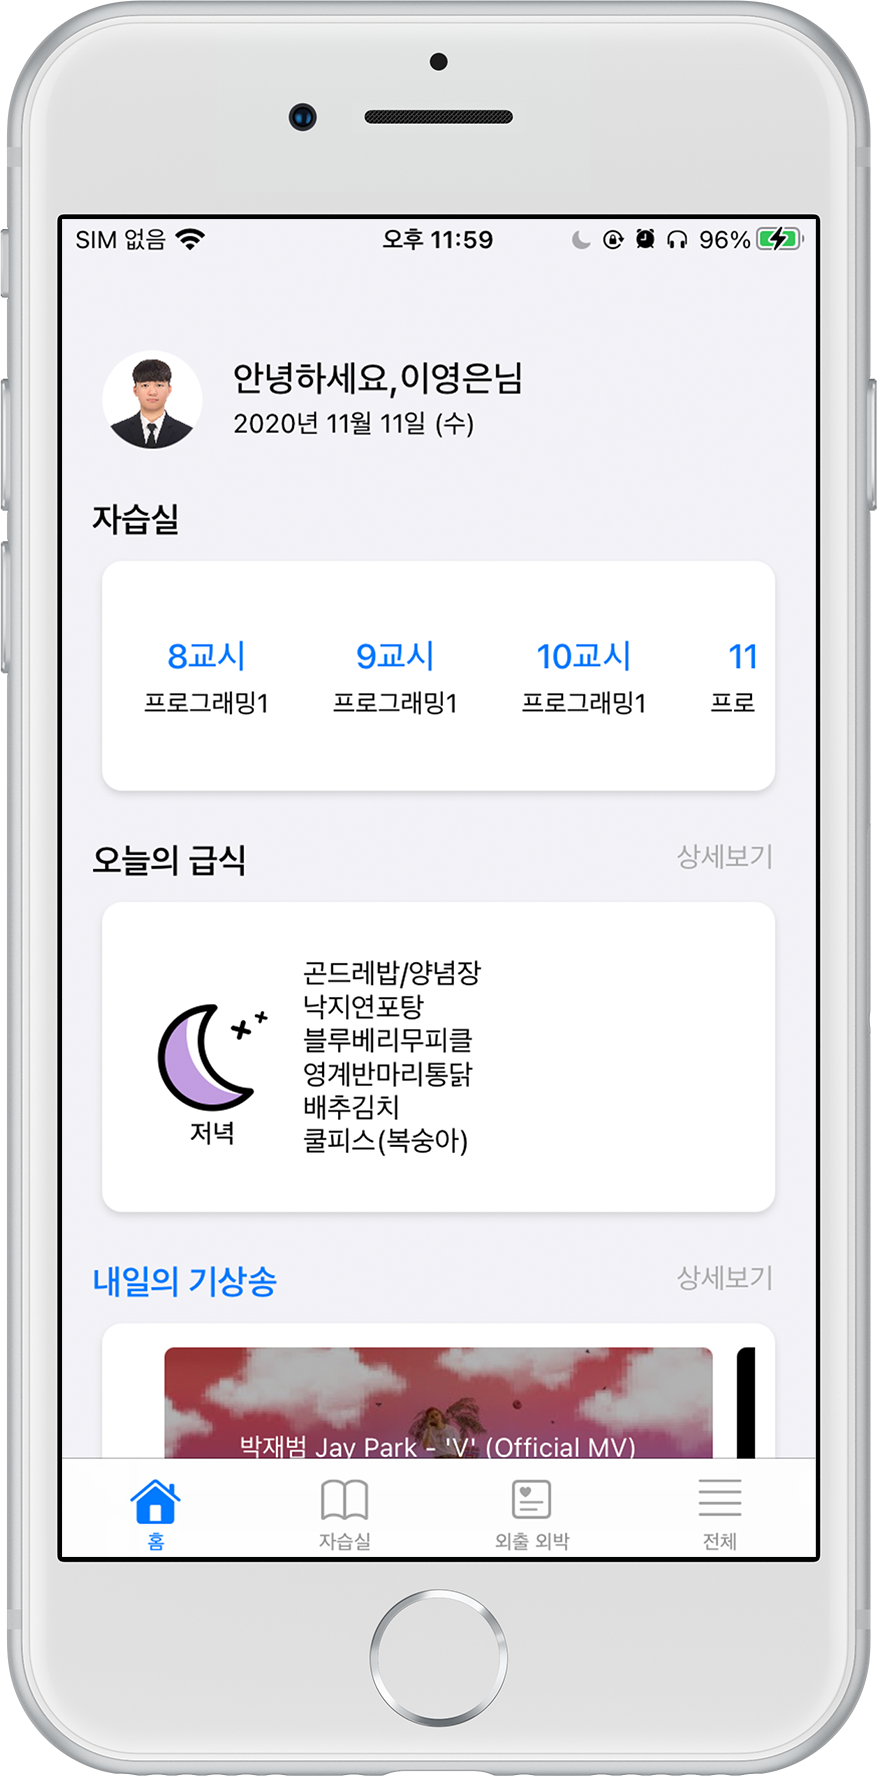 SIM 없음 오후 11:59 96%
안녕하세요,이영은님
2020년 11월 11일 (수)
자습실
8교시 9교시 10교시 11
프로그래밍1 프로그래밍1 프로그래밍1 프로
오늘의 급식 상세보기
곤드레밥/양념장
낙지연포탕
블루베리무피클
영계반마리통닭
배추김치
쿨피스(복숭아)
저녁
내일의 기상송 상세보기
박재범 Jay Park - 'V' (Official MV)
홈 자습실 외출 외박 전체